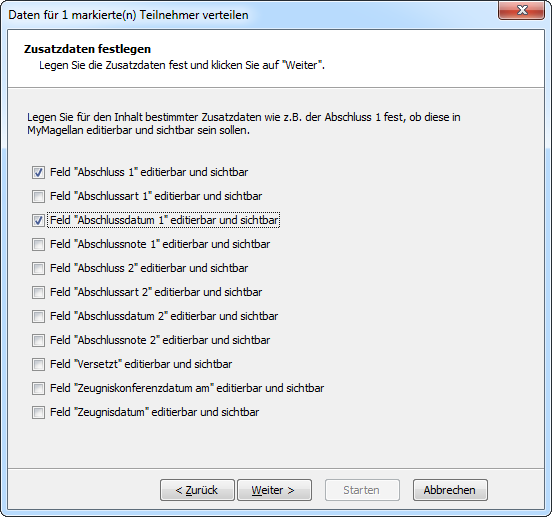 Daten für 1 markierte(n) Teilnehmer verteilen
Zusatzdaten festlegen
Legen Sie die Zusatzdaten fest und klicken Sie auf "Weiter".
Legen Sie für den Inhalt bestimmter Zusatzdaten wie z.B. der Abschluss 1 fest, ob diese in
MyMagellan editierbar und sichtbar sein sollen.
Feld "Abschluss 1" editierbar und sichtbar
Feld "Abschlussart 1" editierbar und sichtbar
Feld "Abschlussdatum 1" editierbar und sichtbar
Feld "Abschlussnote 1" editierbar und sichtbar
Feld "Abschluss 2" editierbar und sichtbar
Feld "Abschlussart 2" editierbar und sichtbar
Feld "Abschlussdatum 2" editierbar und sichtbar
Feld "Abschlussnote 2" editierbar und sichtbar
Feld "Versetzt" editierbar und sichtbar
Feld "Zeugniskonferenzdatum am" editierbar und sichtbar
Feld "Zeugnisdatum" editierbar und sichtbar
< Zurück Weiter > Starten Abbrechen